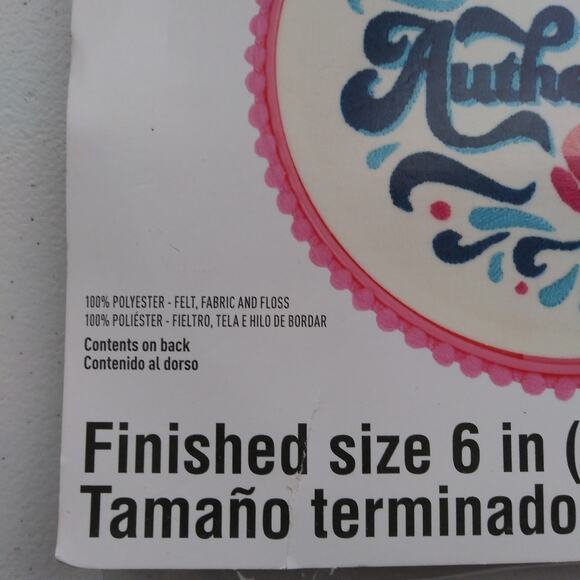 Autho
100% POLYESTER - FELT, FABRIC AND FLOSS
100% POLIÉSTER - FIELTRO, TELA E HILO DE BORDAR
Contents on back
Contenido al dorso
Finished size 6 in (
Tamaño terminado